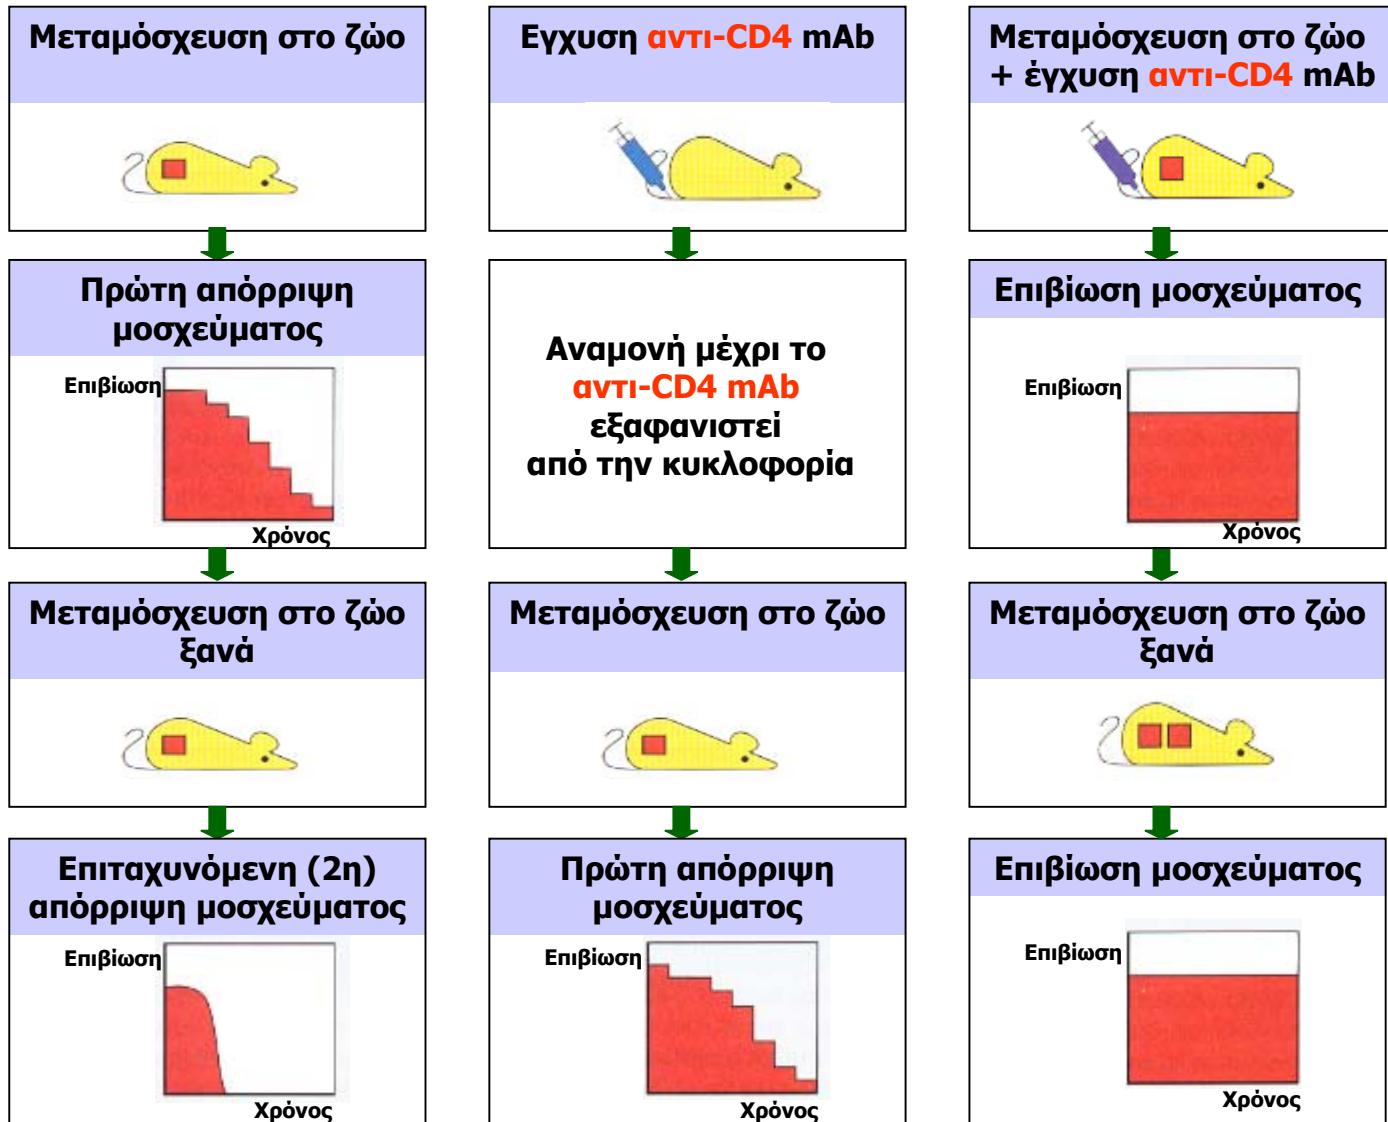 Μεταμόσχευση στο ζώο
Εγχυση αντι-CD4 mAb
Μεταμόσχευση στο ζώο
+ έγχυση αντι-CD4 mAb
Πρώτη απόρριψη
μοσχεύματος
Επιβίωση
Χρόνος
Αναμονή μέχρι το
αντι-CD4 mAb
εξαφανιστεί
από την κυκλοφορία
Επιβίωση μοσχεύματος
Επιβίωση
Χρόνος
Μεταμόσχευση στο ζώο
ξανά
Μεταμόσχευση στο ζώο
Μεταμόσχευση στο ζώο
ξανά
Επιταχυνόμενη (2η)
απόρριψη μοσχεύματος
Επιβίωση
Χρόνος
Πρώτη απόρριψη
μοσχεύματος
Επιβίωση
Χρόνος
Επιβίωση μοσχεύματος
Επιβίωση
Χρόνος